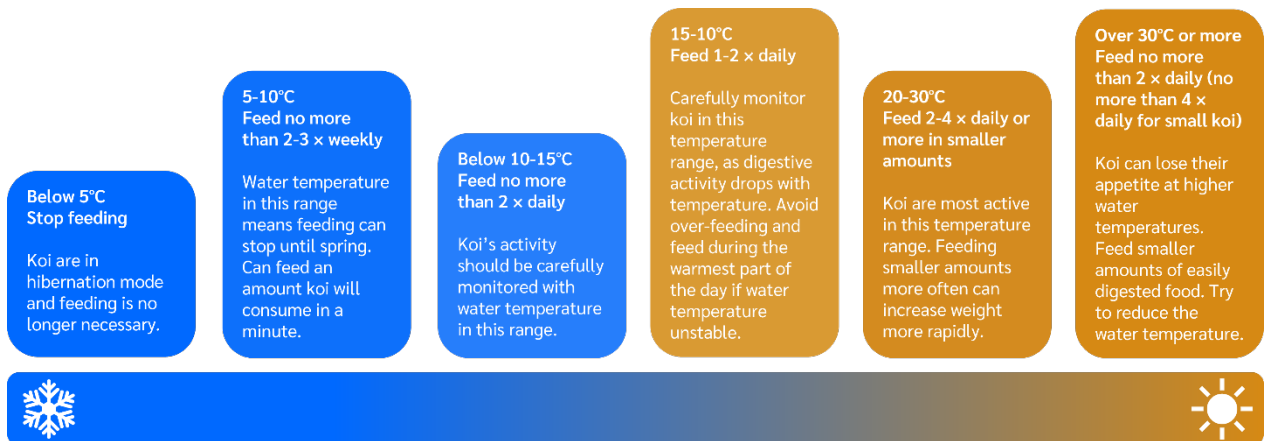 Below 5°C
Stop feeding
Koi are in
hibernation mode
and feeding is no
longer necessary.
5-10°C
Feed no more
than 2-3 × weekly
Water temperature
in this range
means feeding can
stop until spring.
Can feed an
amount koi will
consume in a
minute.
Below 10-15°C
Feed no more
than 2 × daily
Koi's activity
should be carefully
monitored with
water temperature
in this range.
15-10°C
Feed 1-2 × daily
Carefully monitor
koi in this
temperature
range, as digestive
activity drops with
temperature. Avoid
over-feeding and
feed during the
warmest part of
the day if water
temperature
unstable.
20-30°C
Feed 2-4 × daily or
more in smaller
amounts
Koi are most active
in this temperature
range. Feeding
smaller amounts
more often can
increase weight
more rapidly.
Over 30°C or more
Feed no more
than 2 × daily (no
more than 4 ×
daily for small koi)
Koi can lose their
appetite at higher
water
temperatures.
Feed smaller
amounts of easily
digested food. Try
to reduce the
water temperature.